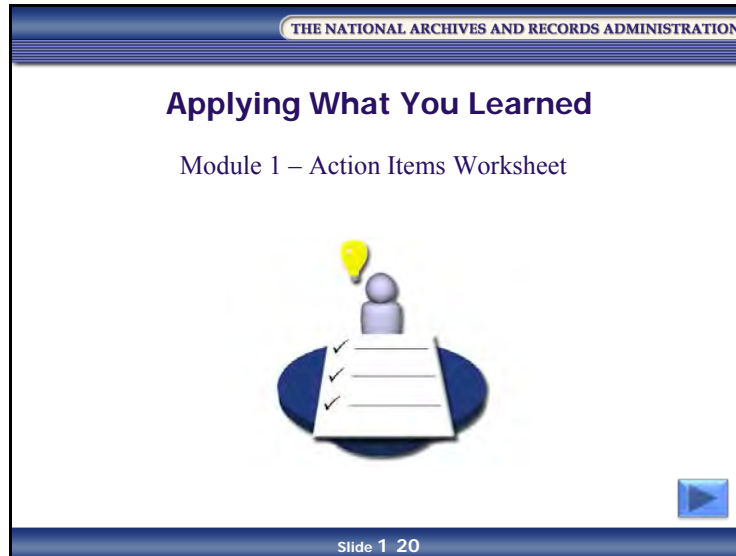 THE NATIONAL ARCHIVES AND RECORDS ADMINISTRATION
Applying What You Learned
Module 1 – Action Items Worksheet
Slide 1 20